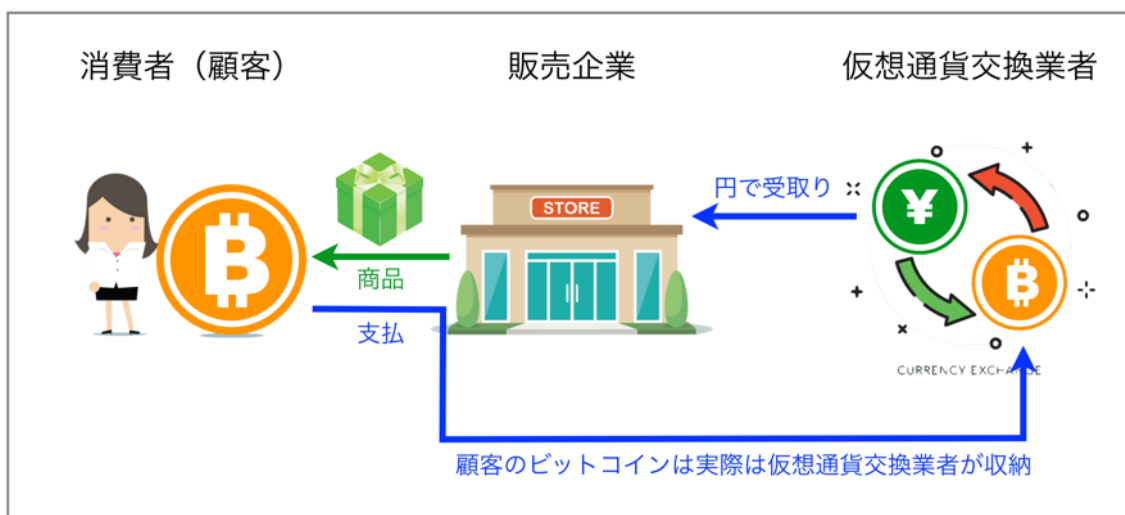 消費者（顧客）
販売企業
仮想通貨交換業者
STORE
円で受取り
¥
商品
支払
CURRENCY EXCHANGE
顧客のビットコインは実際は仮想通貨交換業者が収納